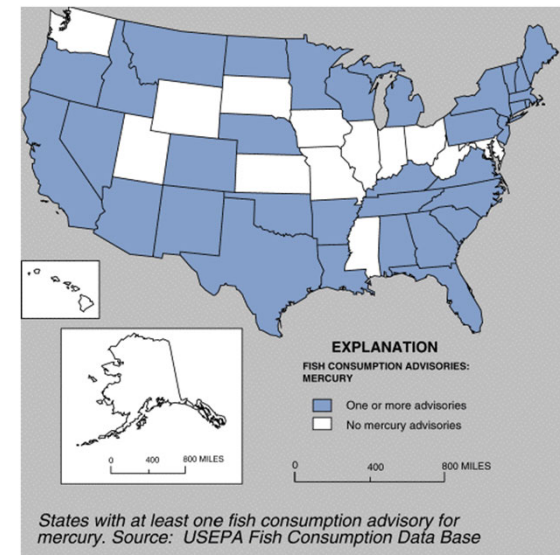 EXPLANATION
FISH CONSUMPTION ADVISORIES:
MERCURY
One or more advisories
No mercury advisories
0 400 800 MILES
0 400 800 MILES
States with at least one fish consumption advisory for
mercury. Source: USEPA Fish Consumption Data Base